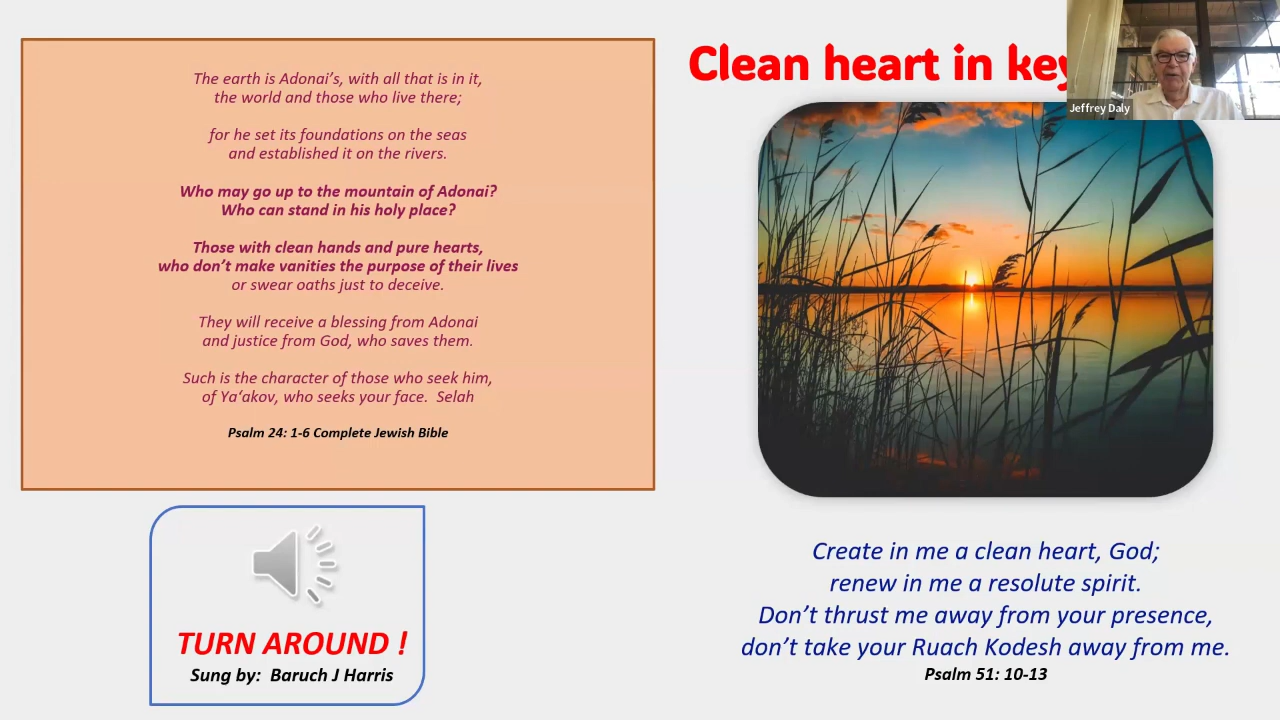 The earth is Adonai’s, with all that is in it,
the world and those who live there;
for he set its foundations on the seas
and established it on the rivers.
Who may go up to the mountain of Adonai?
Who can stand in his holy place?
Those with clean hands and pure hearts,
who don’t make vanities the purpose of their lives
or swear oaths just to deceive.
They will receive a blessing from Adonai
and justice from God, who saves them.
Such is the character of those who seek him,
of Ya‘akov, who seeks your face. Selah
Psalm 24: 1-6 Complete Jewish Bible
TURN AROUND !
Sung by: Baruch J Harris
Clean heart in key
Jeffrey Daly
Create in me a clean heart, God;
renew in me a resolute spirit.
Don’t thrust me away from your presence,
don’t take your Ruach Kodesh away from me.
Psalm 51: 10-13